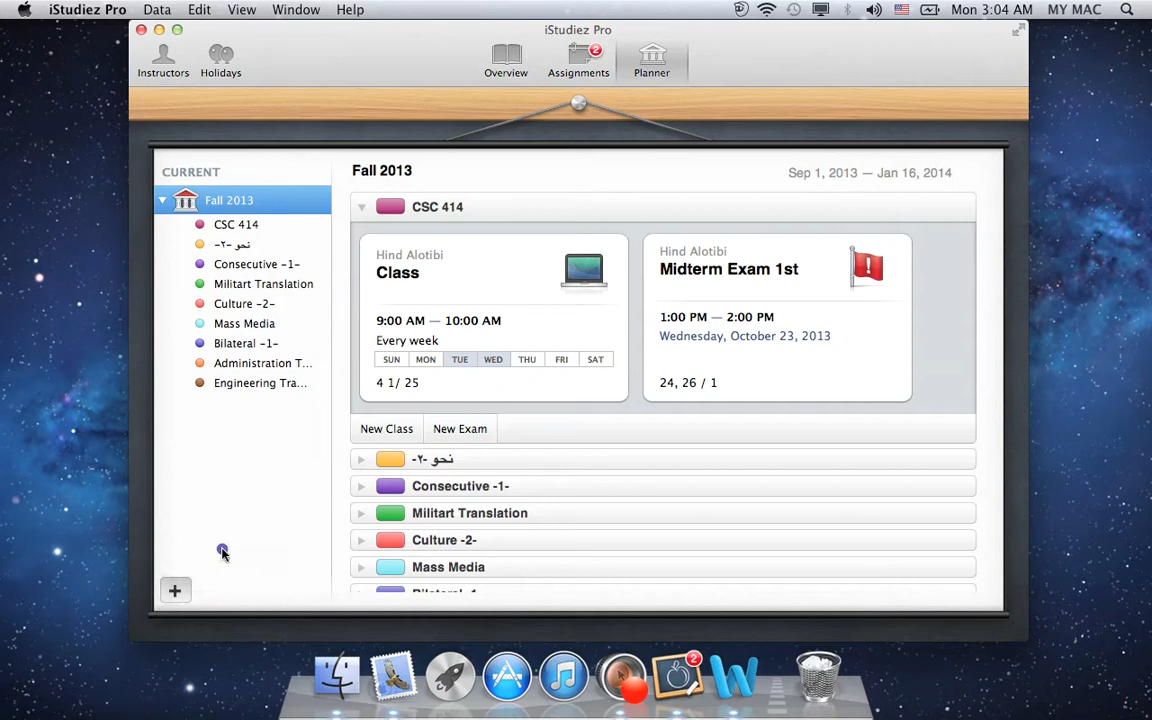 iStudiez Pro Data Edit View Window Help Mon 3:04 AM MY MAC
iStudiez Pro
Instructors Holidays Overview Assignments Planner
2
CURRENT
Fall 2013
CSC 414
نحو -٢-
Consecutive -1-
Militart Translation
Culture -2-
Mass Media
Bilateral -1-
Administration T...
Engineering Tra...
Fall 2013 Sep 1, 2013 — Jan 16, 2014
CSC 414
Hind Alotibi
Class
9:00 AM — 10:00 AM
Every week
SUN MON TUE WED THU FRI SAT
4 1/ 25
Hind Alotibi
Midterm Exam 1st
1:00 PM — 2:00 PM
Wednesday, October 23, 2013
24, 26 / 1
New Class New Exam
نحو -٢-
Consecutive -1-
Militart Translation
Culture -2-
Mass Media
Bilateral -1-
2